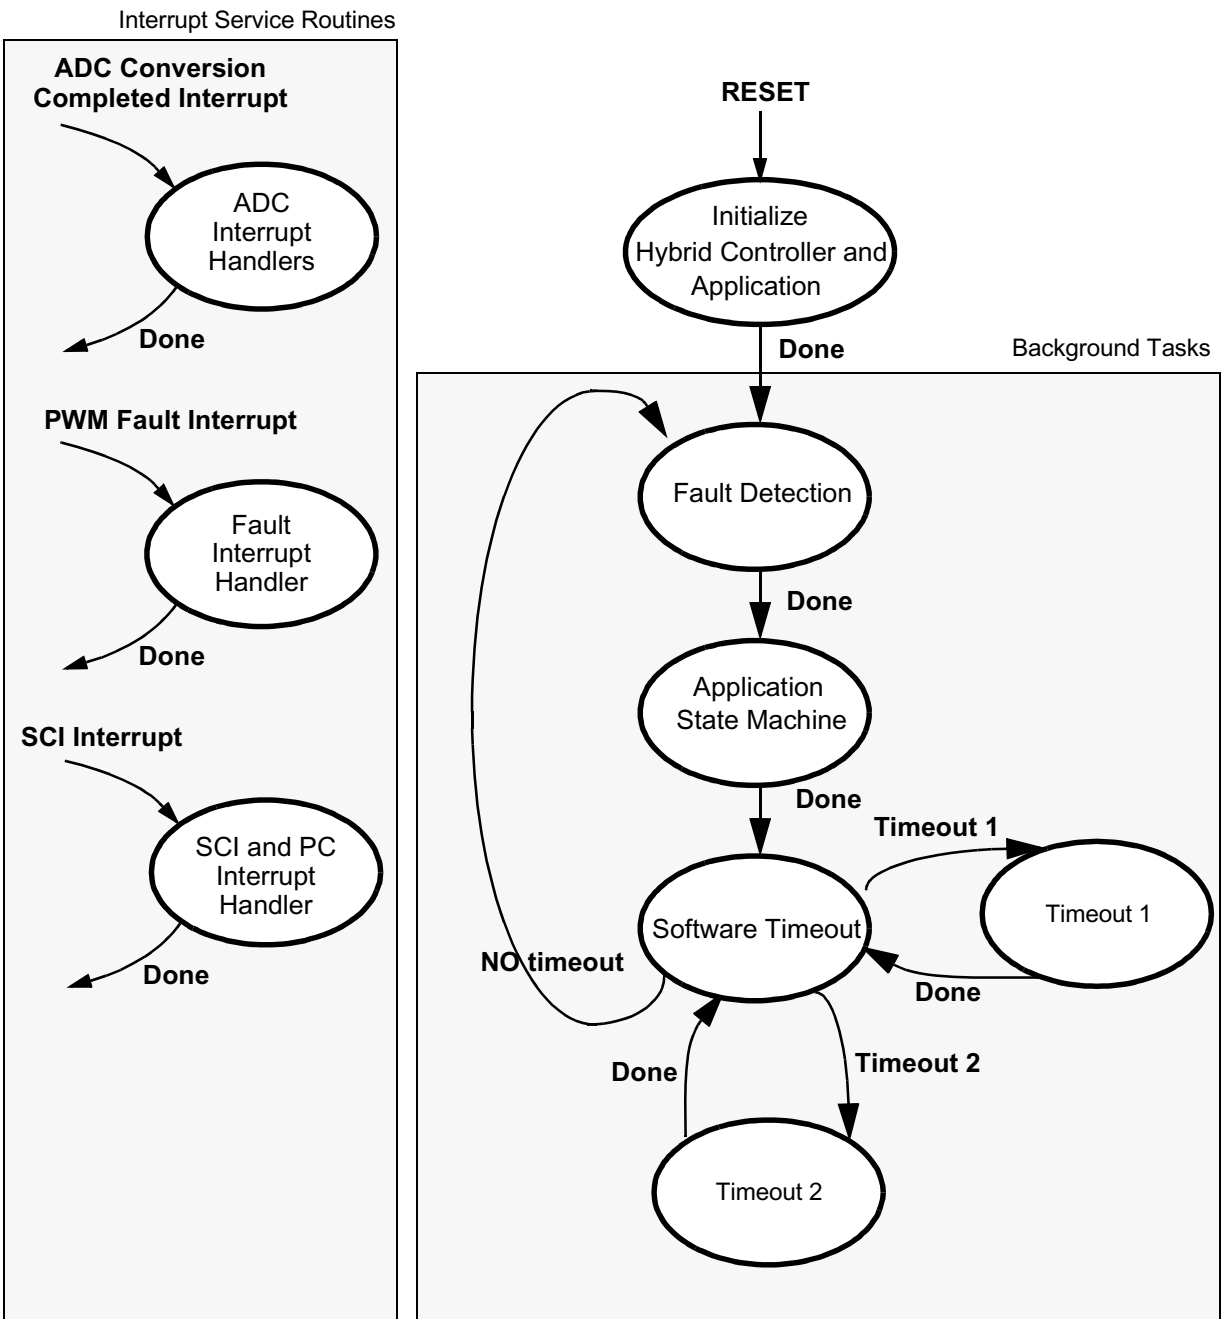 Interrupt Service Routines
ADC Conversion
Completed Interrupt
ADC
Interrupt
Handlers
Done
PWM Fault Interrupt
Fault
Interrupt
Handler
Done
SCI Interrupt
SCI and PC
Interrupt
Handler
Done
RESET
Initialize
Hybrid Controller and
Application
Done
Background Tasks
Fault Detection
Done
Application
State Machine
Done
Timeout 1
Software Timeout
Timeout 1
NO timeout
Done
Done
Timeout 2
Timeout 2